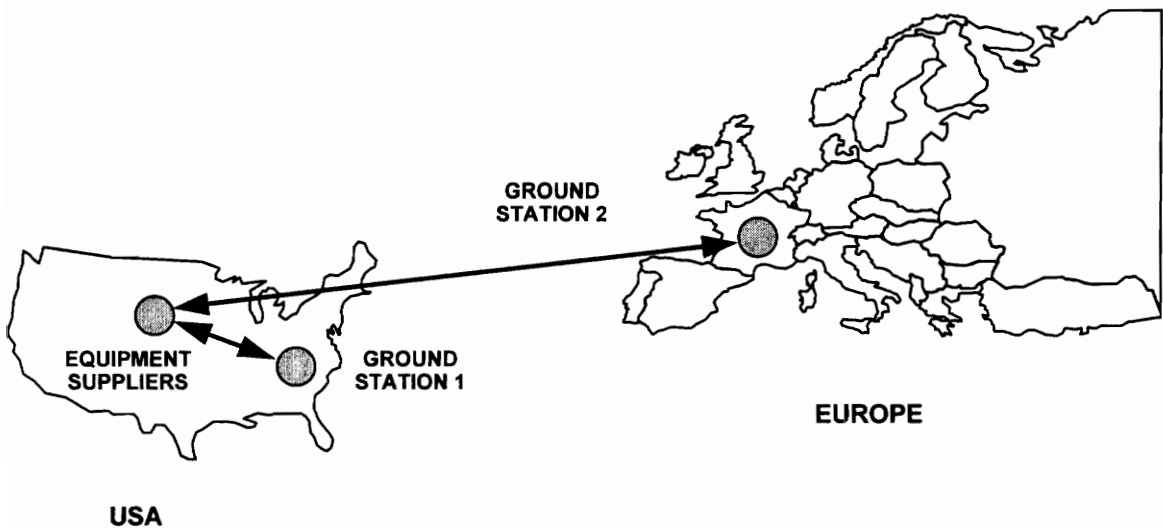 GROUND
STATION 2
EQUIPMENT
SUPPLIERS
GROUND
STATION 1
EUROPE
USA